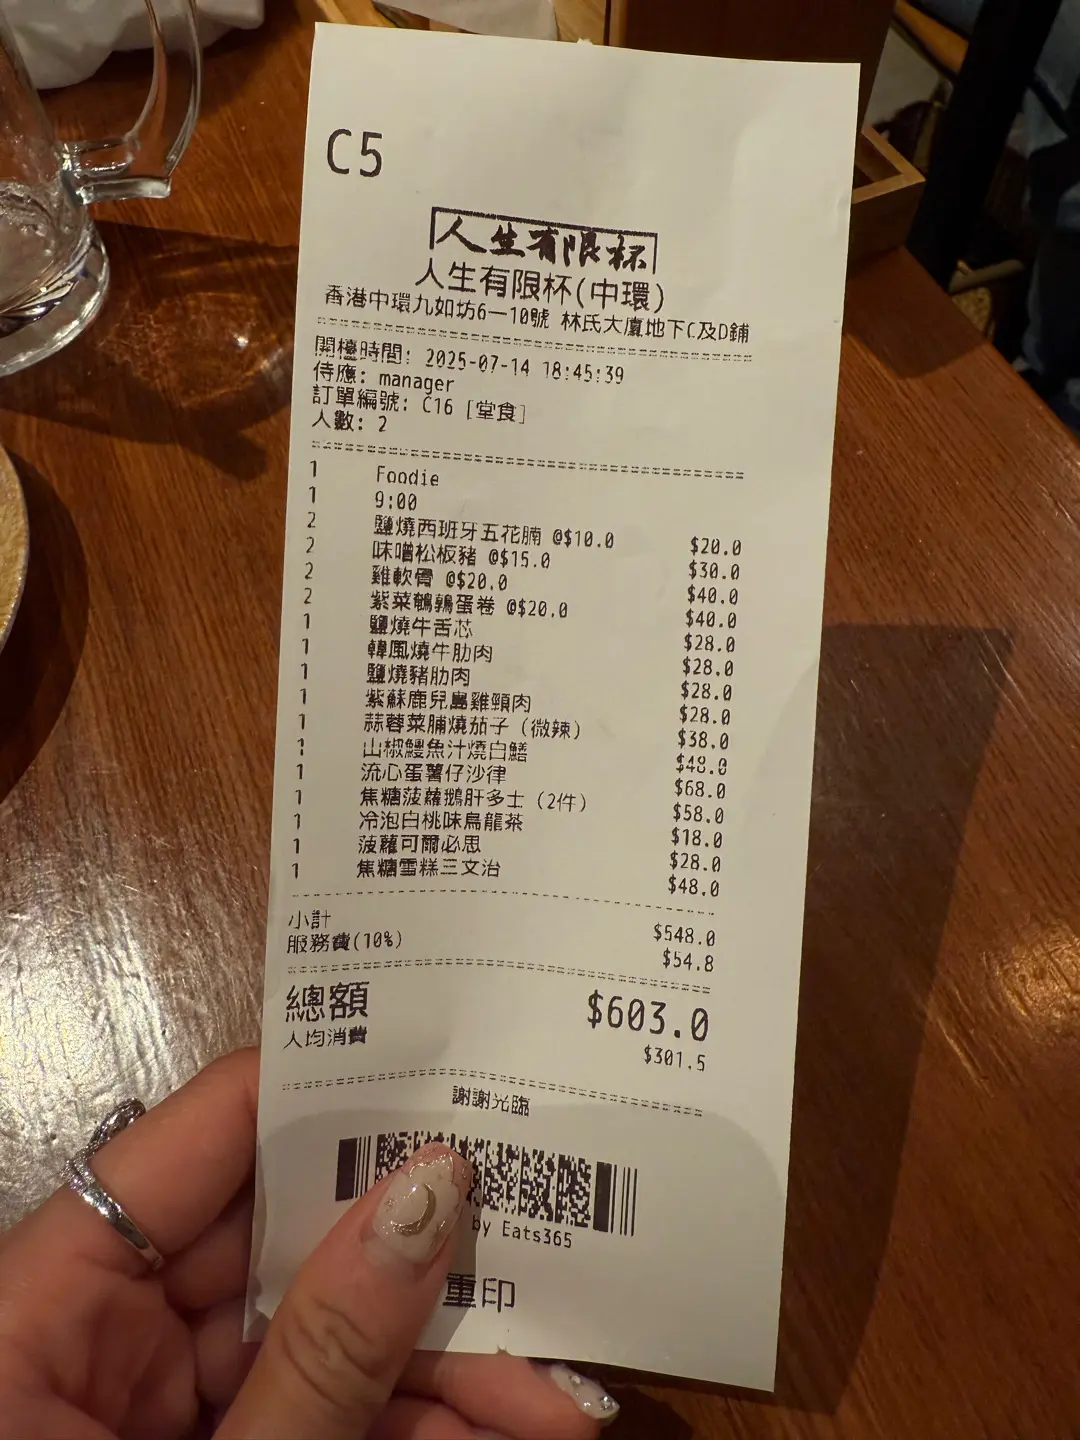 C5
人生有限杯
人生有限杯(中環)
香港中環九如坊6—10號 林氏大廈地下C及D鋪
開檯時間: 2025-07-14 18:45:39
侍應: manager
訂單編號: C16 [堂食]
人數: 2
1 Foodie
1 9:00
2 鹽燒西班牙五花腩 @$10.0 $20.0
2 味噌松板豬 @$15.0 $30.0
2 雞軟骨 @$20.0 $40.0
2 紫菜鵪鶉蛋卷 @$20.0 $40.0
1 鹽燒牛舌芯 $28.0
1 韓風燒牛肋肉 $28.0
1 鹽燒豬肋肉 $28.0
1 紫蘇鹿兒島雞頸肉 $28.0
1 蒜蓉菜脯燒茄子 (微辣) $38.0
1 山椒鰻魚汁燒白鱔 $48.0
1 流心蛋薯仔沙律 $68.0
1 焦糖菠蘿鵝肝多士 (2件) $58.0
1 冷泡白桃味烏龍茶 $18.0
1 菠蘿可爾必思 $28.0
1 焦糖雪糕三文治 $48.0
小計 $548.0
服務費(10%) $54.8
總額 $603.0
人均消費 $301.5
謝謝光臨
by Eats365
重印